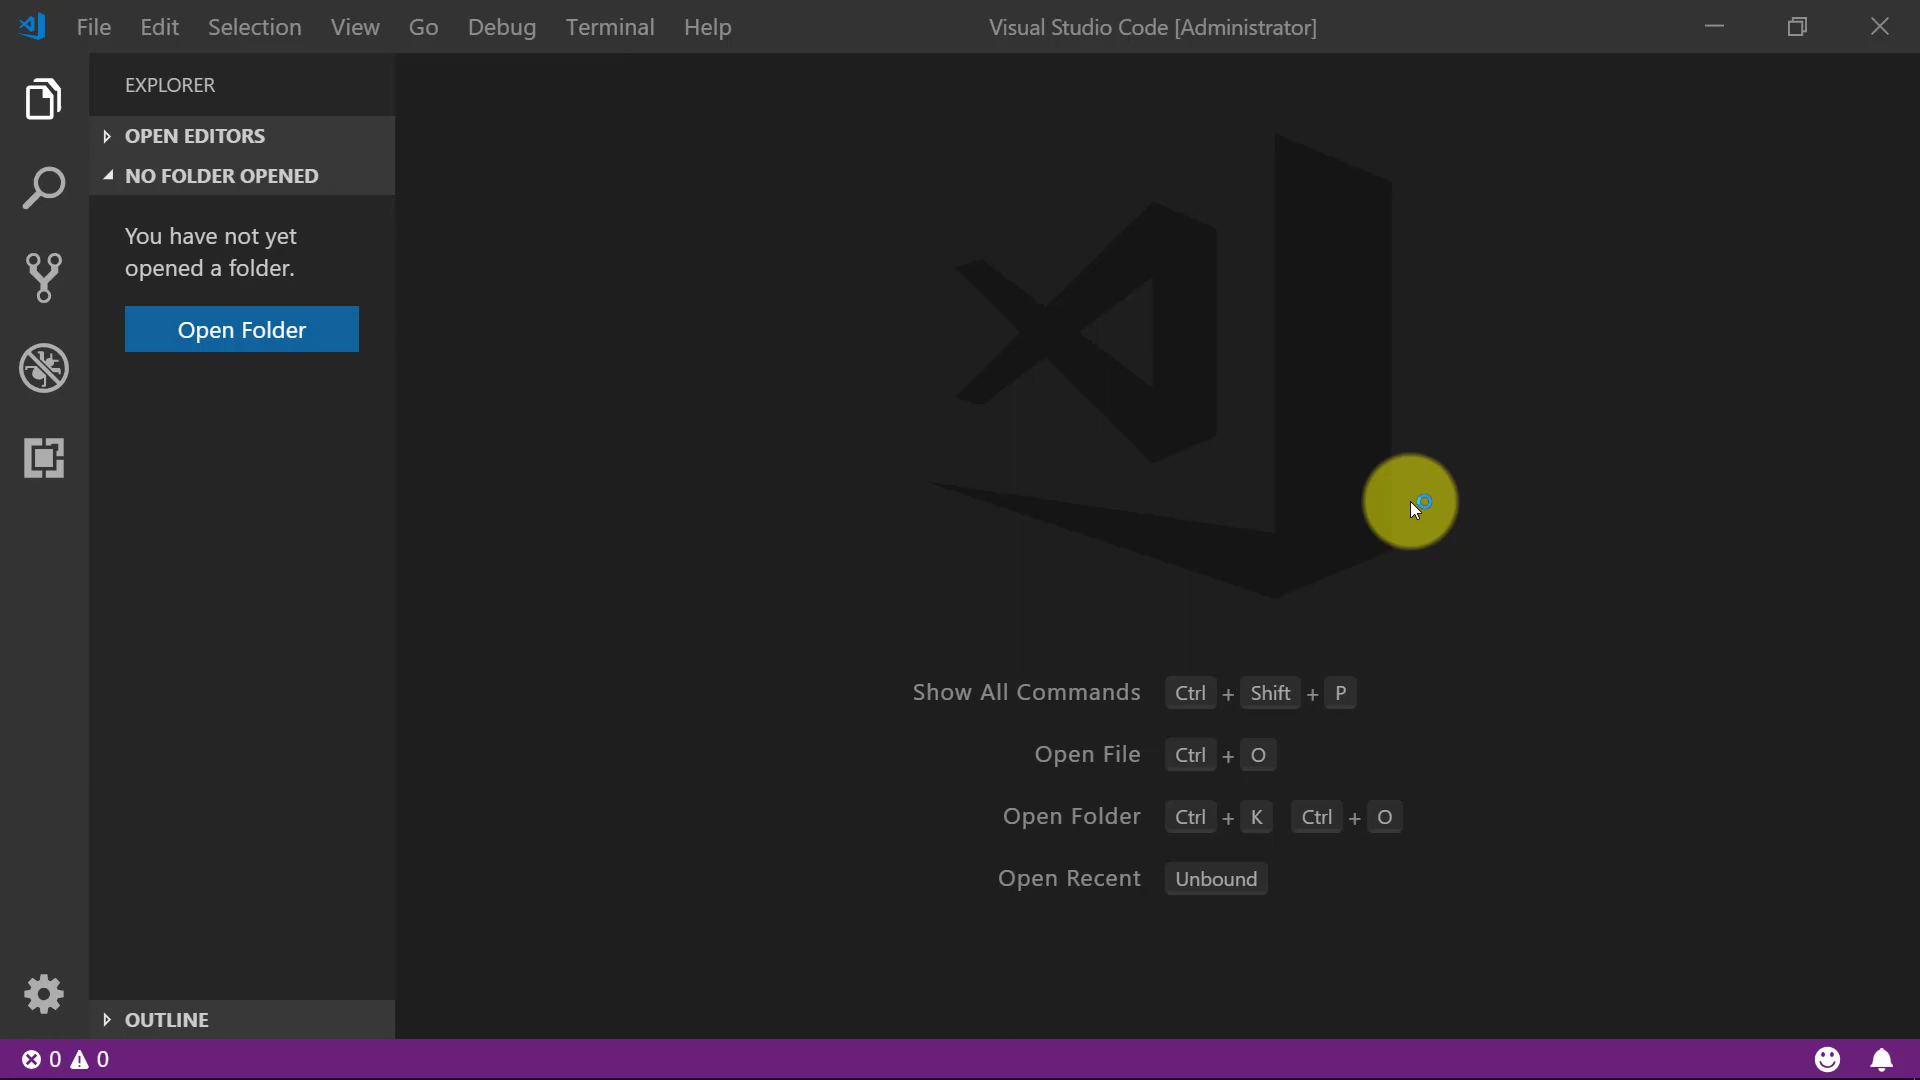 File Edit Selection View Go Debug Terminal Help Visual Studio Code [Administrator]
EXPLORER
OPEN EDITORS
NO FOLDER OPENED
You have not yet
opened a folder.
Open Folder
Show All Commands Ctrl + Shift + P
Open File Ctrl + O
Open Folder Ctrl + K Ctrl + O
Open Recent Unbound
OUTLINE
0 0